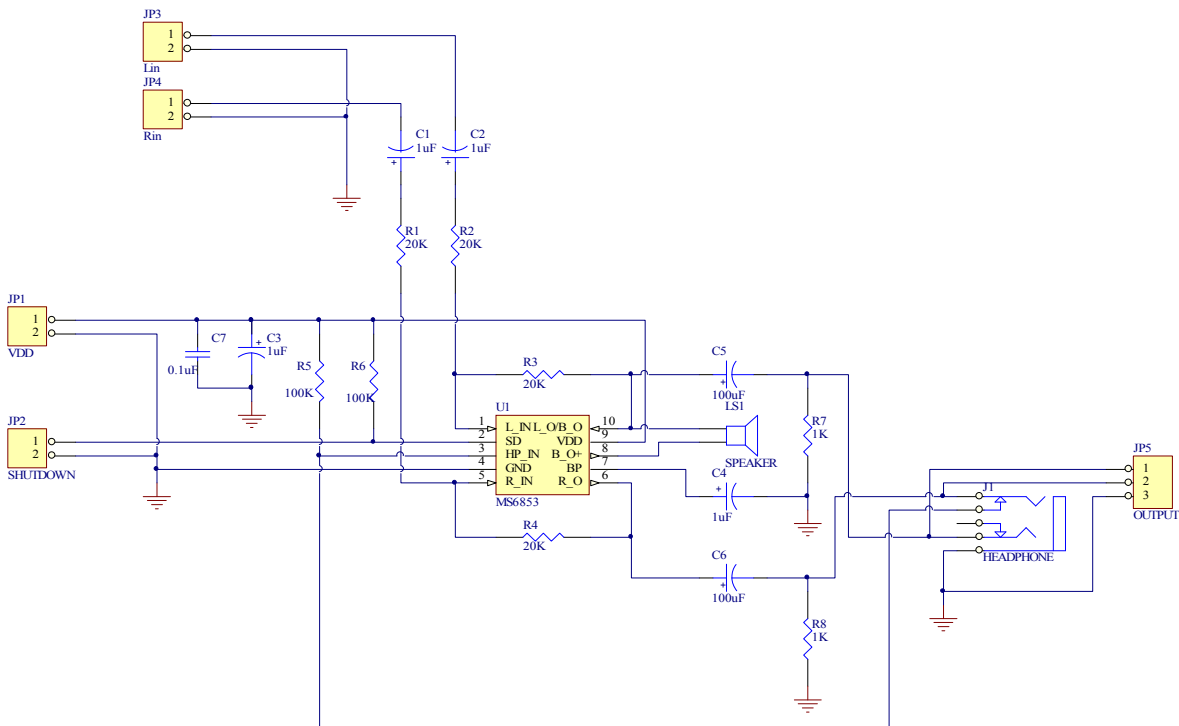 JP3
1
2
Lin
JP4
1
2
Rin
C1
1uF
+
C2
1uF
+
R1
20K
R2
20K
JP1
1
2
VDD
C7
0.1uF
+
C3
1uF
R5
100K
R6
100K
R3
20K
C5
+
100uF
LS1
SPEAKER
R7
1K
JP2
1
2
SHUTDOWN
U1
1 L_IN L_O/B_O 10
2 SD VDD 9
3 HP_IN B_O+ 8
4 GND BP 7
5 R_IN R_O 6
MS6853
C4
+
1uF
R4
20K
C6
+
100uF
R8
1K
JP5
1
2
3
OUTPUT
J1
HEADPHONE